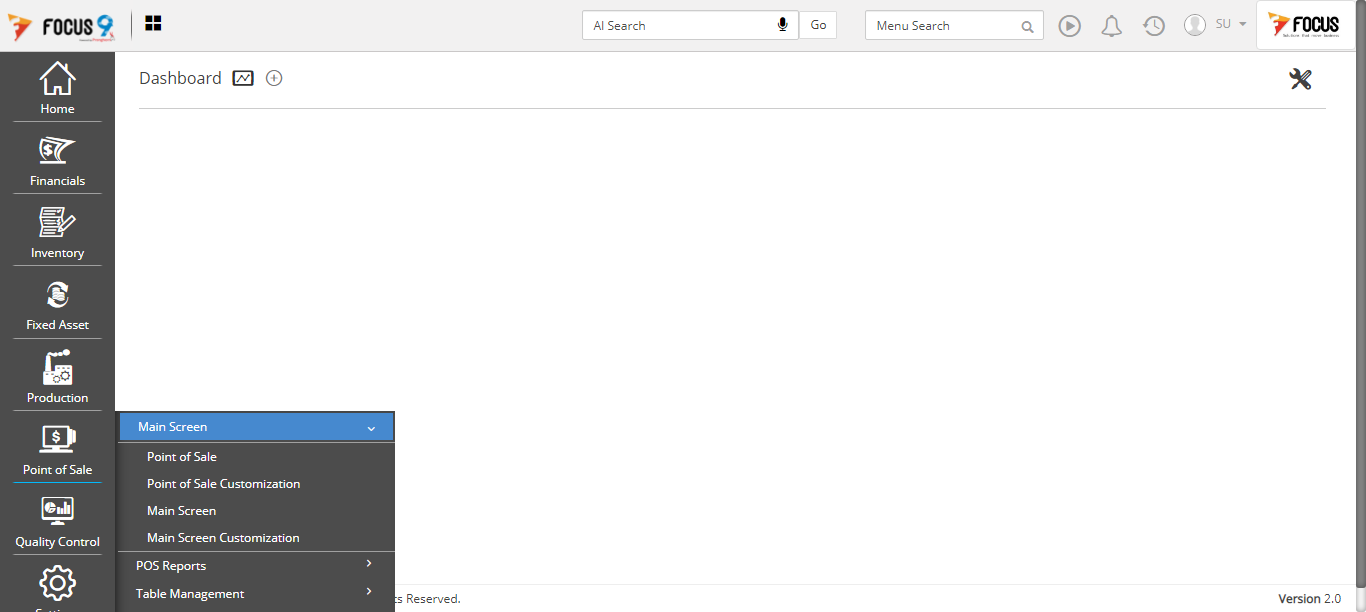 FOCUS 9
AI Search
Go
Menu Search
SU
FOCUS
Home
Financials
Inventory
Fixed Asset
Production
Point of Sale
Quality Control
Dashboard
Main Screen
Point of Sale
Point of Sale Customization
Main Screen
Main Screen Customization
POS Reports
Table Management
ts Reserved.
Version 2.0